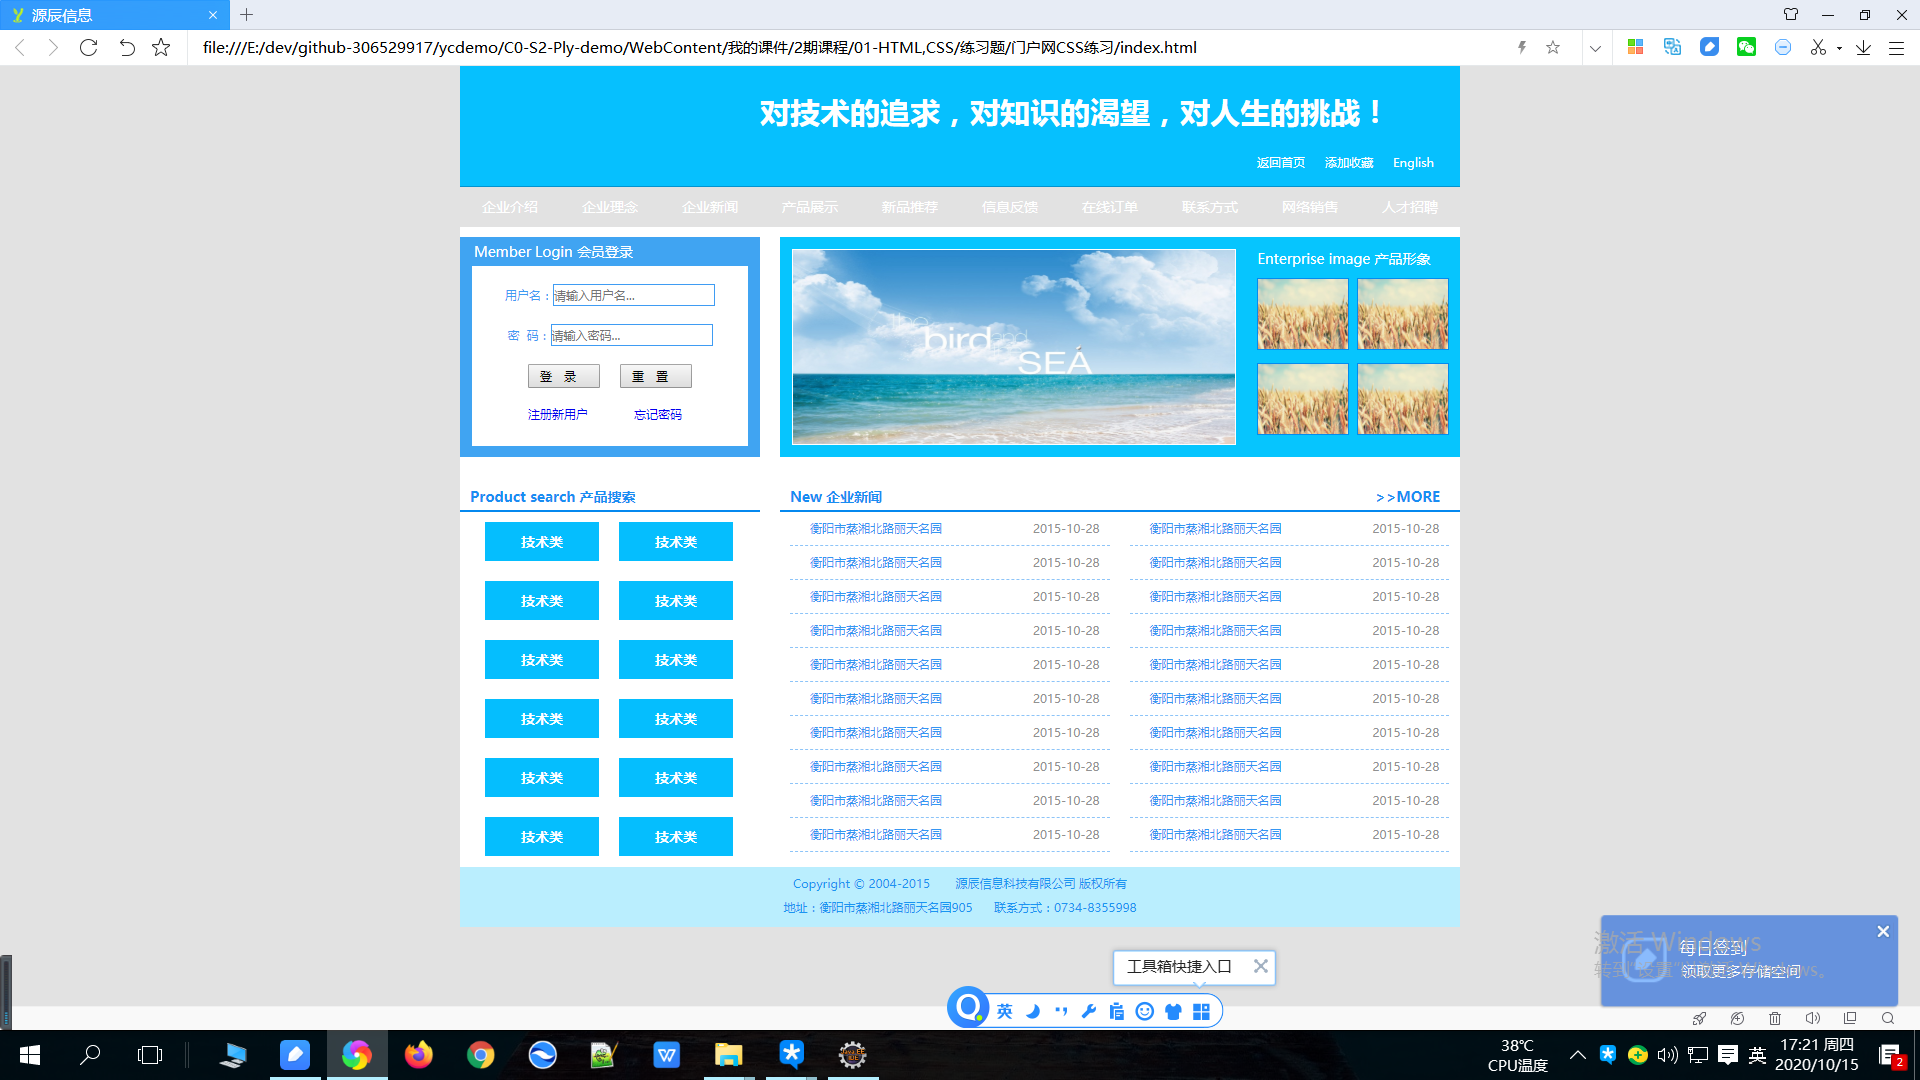 源辰信息
file:///E:/dev/github-306529917/ycdemo/C0-S2-Ply-demo/WebContent/我的课件/2期课程/01-HTML,CSS/练习题/门户网CSS练习/index.html
对技术的追求，对知识的渴望，对人生的挑战！
返回首页 添加收藏 English
企业介绍 企业理念 企业新闻 产品展示 新品推荐 信息反馈 在线订单 联系方式 网络销售 人才招聘
Member Login 会员登录
用户名：请输入用户名...
密 码：请输入密码...
登 录 重 置
注册新用户 忘记密码
the
bird
SEA
Enterprise image 产品形象
Product search 产品搜索
技术类 技术类
技术类 技术类
技术类 技术类
技术类 技术类
技术类 技术类
技术类 技术类
New 企业新闻 >>MORE
衡阳市蒸湘北路丽天名园 2015-10-28 衡阳市蒸湘北路丽天名园 2015-10-28
衡阳市蒸湘北路丽天名园 2015-10-28 衡阳市蒸湘北路丽天名园 2015-10-28
衡阳市蒸湘北路丽天名园 2015-10-28 衡阳市蒸湘北路丽天名园 2015-10-28
衡阳市蒸湘北路丽天名园 2015-10-28 衡阳市蒸湘北路丽天名园 2015-10-28
衡阳市蒸湘北路丽天名园 2015-10-28 衡阳市蒸湘北路丽天名园 2015-10-28
衡阳市蒸湘北路丽天名园 2015-10-28 衡阳市蒸湘北路丽天名园 2015-10-28
衡阳市蒸湘北路丽天名园 2015-10-28 衡阳市蒸湘北路丽天名园 2015-10-28
衡阳市蒸湘北路丽天名园 2015-10-28 衡阳市蒸湘北路丽天名园 2015-10-28
衡阳市蒸湘北路丽天名园 2015-10-28 衡阳市蒸湘北路丽天名园 2015-10-28
衡阳市蒸湘北路丽天名园 2015-10-28 衡阳市蒸湘北路丽天名园 2015-10-28
Copyright © 2004-2015 源辰信息科技有限公司 版权所有
地址：衡阳市蒸湘北路丽天名园905 联系方式：0734-8355998
激活 Windows
转到"设置" Windows。
每日签到
领取更多存储空间
工具箱快捷入口
英
38℃
CPU温度
英
17:21 周四
2020/10/15
2